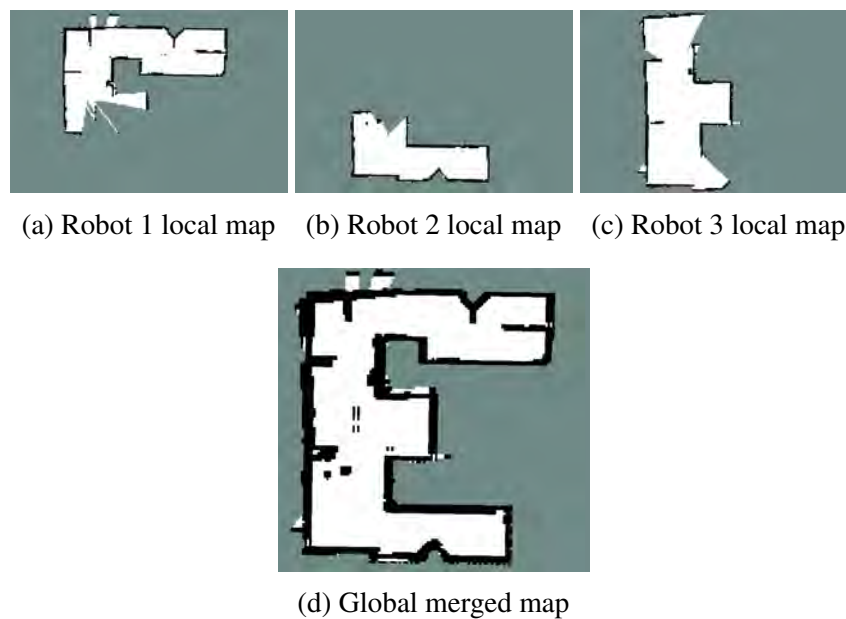 (a) Robot 1 local map
(b) Robot 2 local map
(c) Robot 3 local map
(d) Global merged map